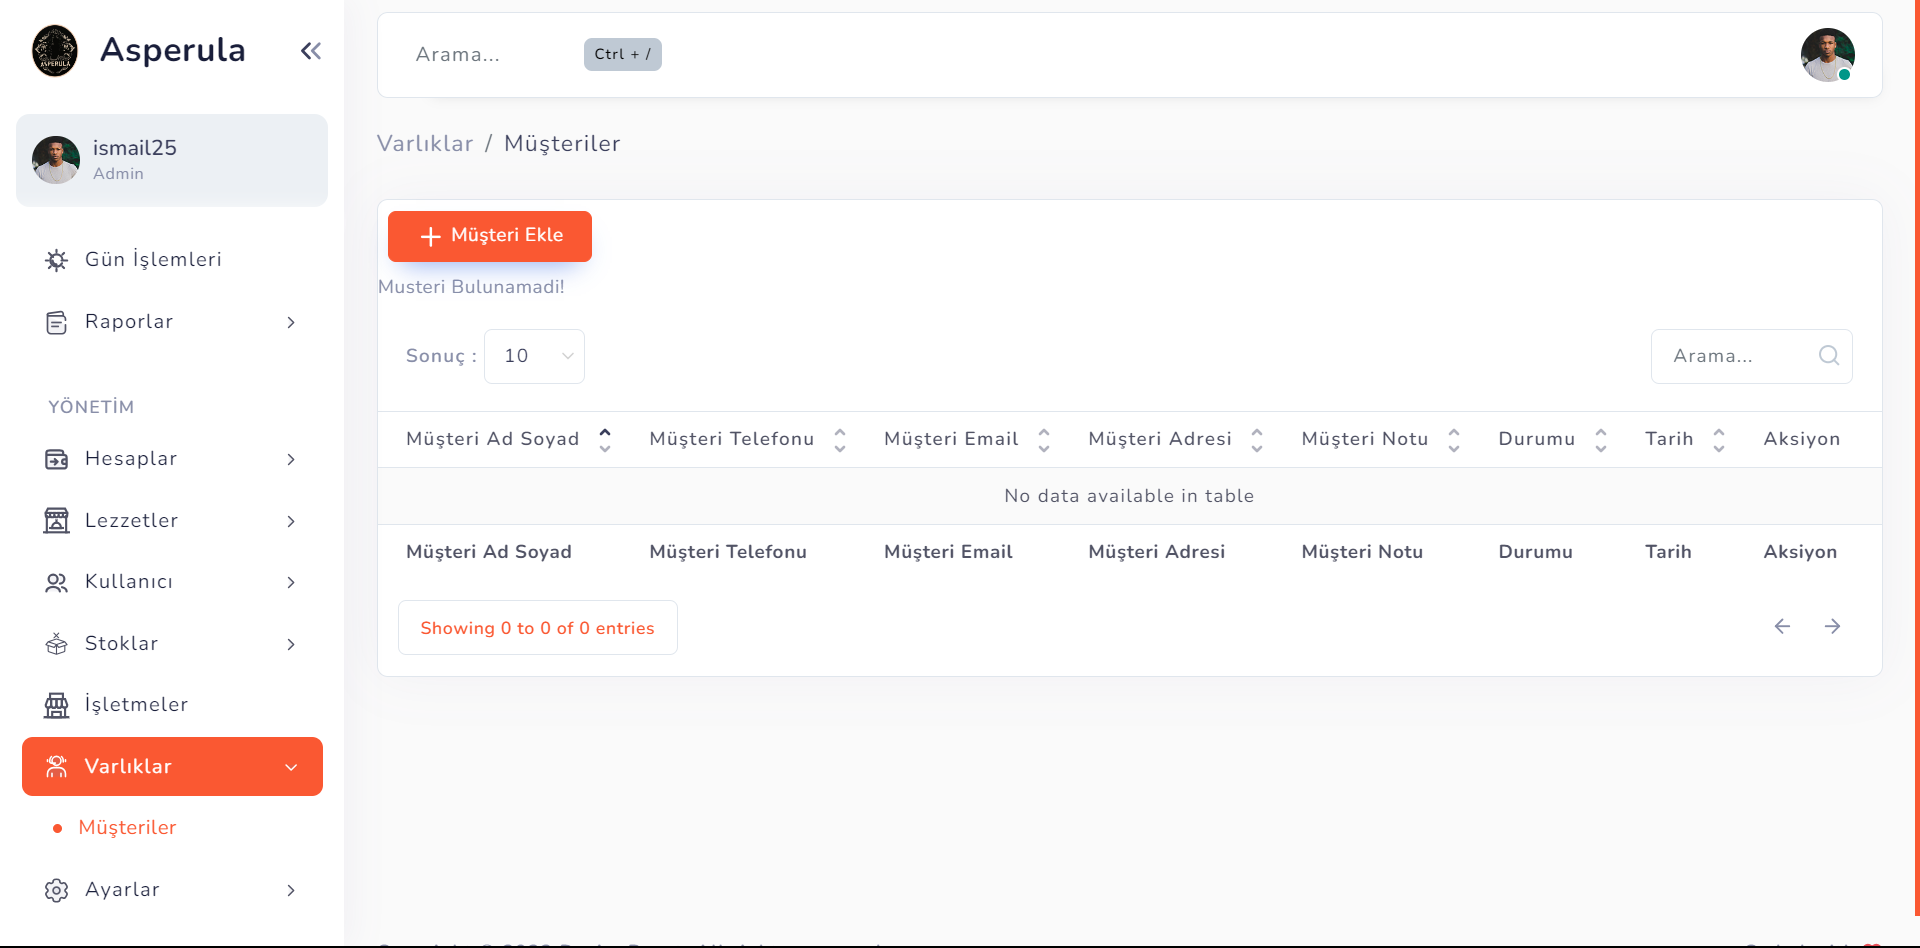 Asperula
ismail25
Admin
Gün İşlemleri
Raporlar
YÖNETİM
Hesaplar
Lezzetler
Kullanıcı
Stoklar
İşletmeler
Varlıklar
Müşteriler
Ayarlar
Arama...
Ctrl + /
Varlıklar / Müşteriler
Müşteri Ekle
Musteri Bulunamadi!
Sonuç : 10
Arama...
Müşteri Ad Soyad Müşteri Telefonu Müşteri Email Müşteri Adresi Müşteri Notu Durumu Tarih Aksiyon
No data available in table
Müşteri Ad Soyad Müşteri Telefonu Müşteri Email Müşteri Adresi Müşteri Notu Durumu Tarih Aksiyon
Showing 0 to 0 of 0 entries